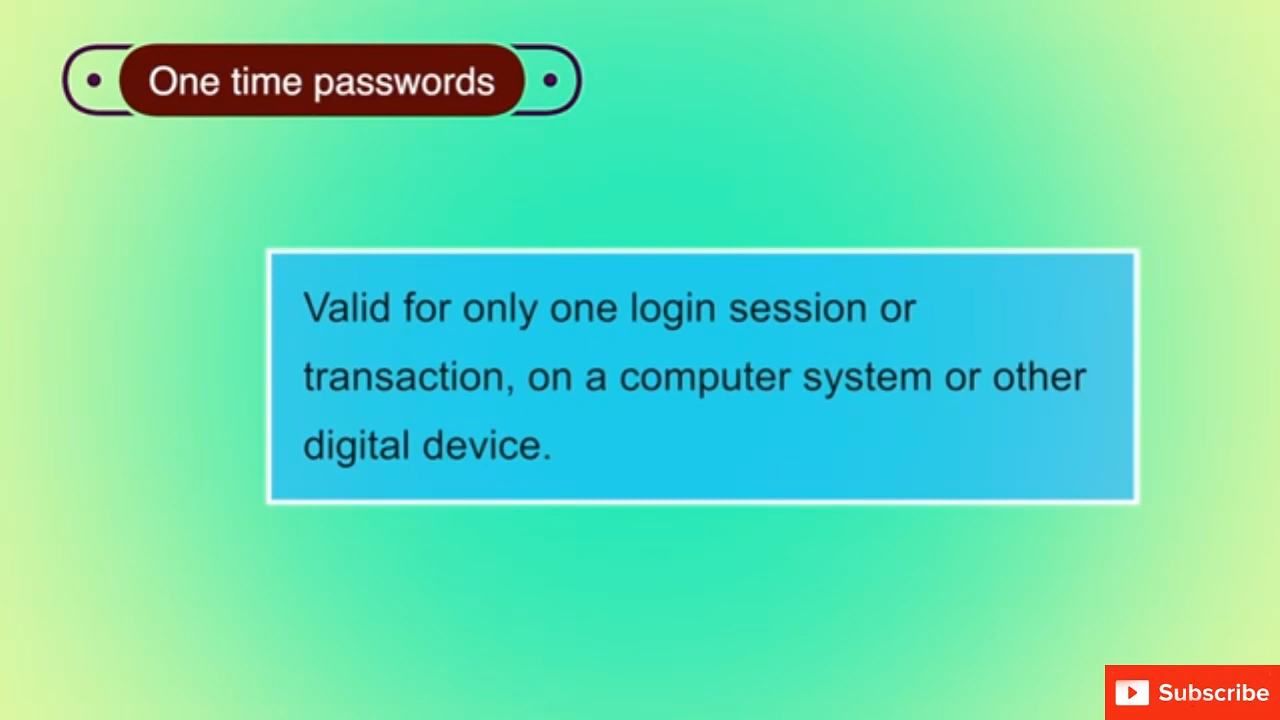 One time passwords
Valid for only one login session or
transaction, on a computer system or other
digital device.
Subscribe